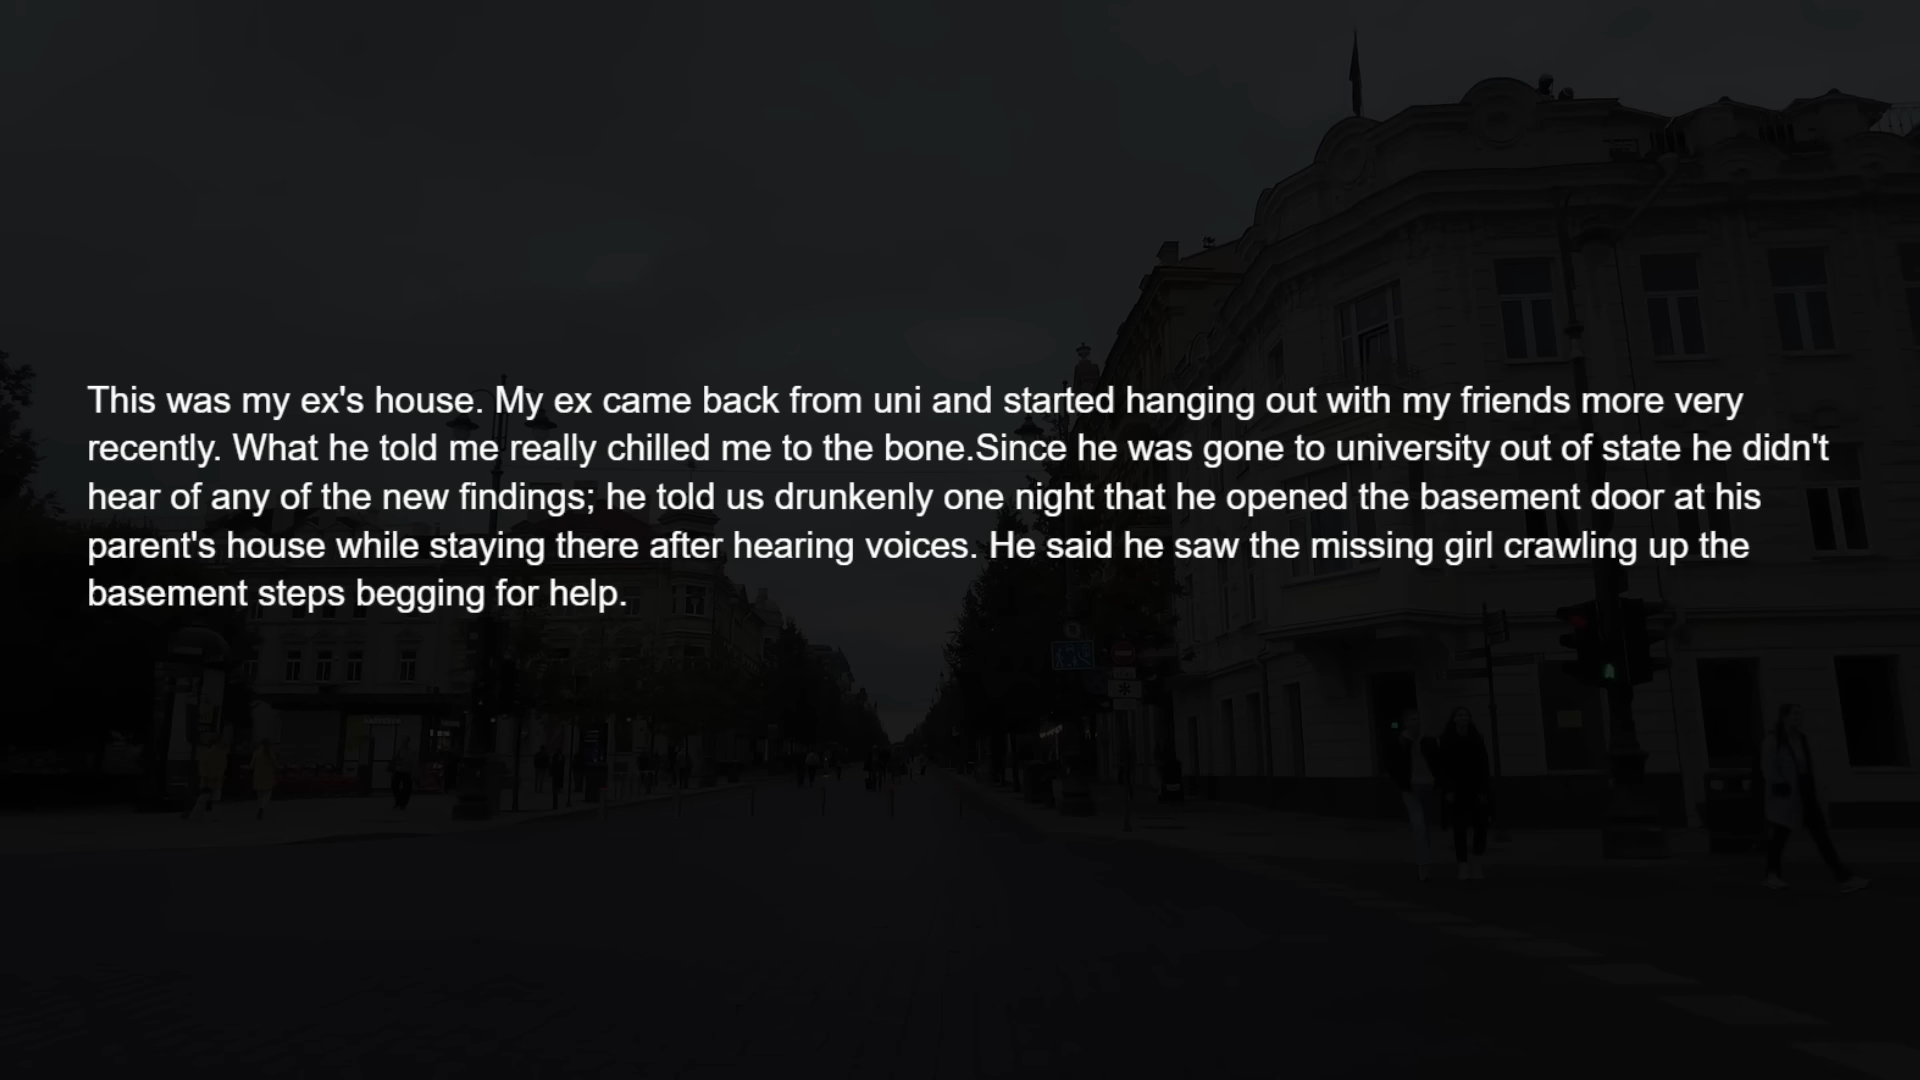 This was my ex's house. My ex came back from uni and started hanging out with my friends more very
recently. What he told me really chilled me to the bone.Since he was gone to university out of state he didn't
hear of any of the new findings; he told us drunkenly one night that he opened the basement door at his
parent's house while staying there after hearing voices. He said he saw the missing girl crawling up the
basement steps begging for help.